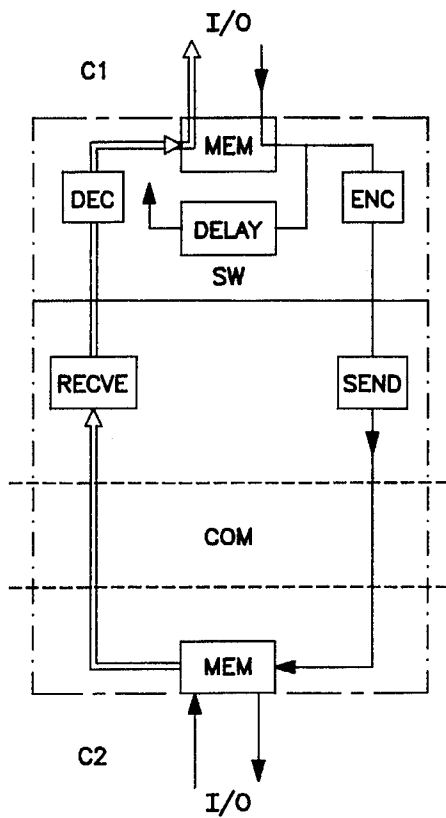 I/O
C1
MEM
DEC
ENC
DELAY
SW
RECVE
SEND
COM
MEM
C2
I/O